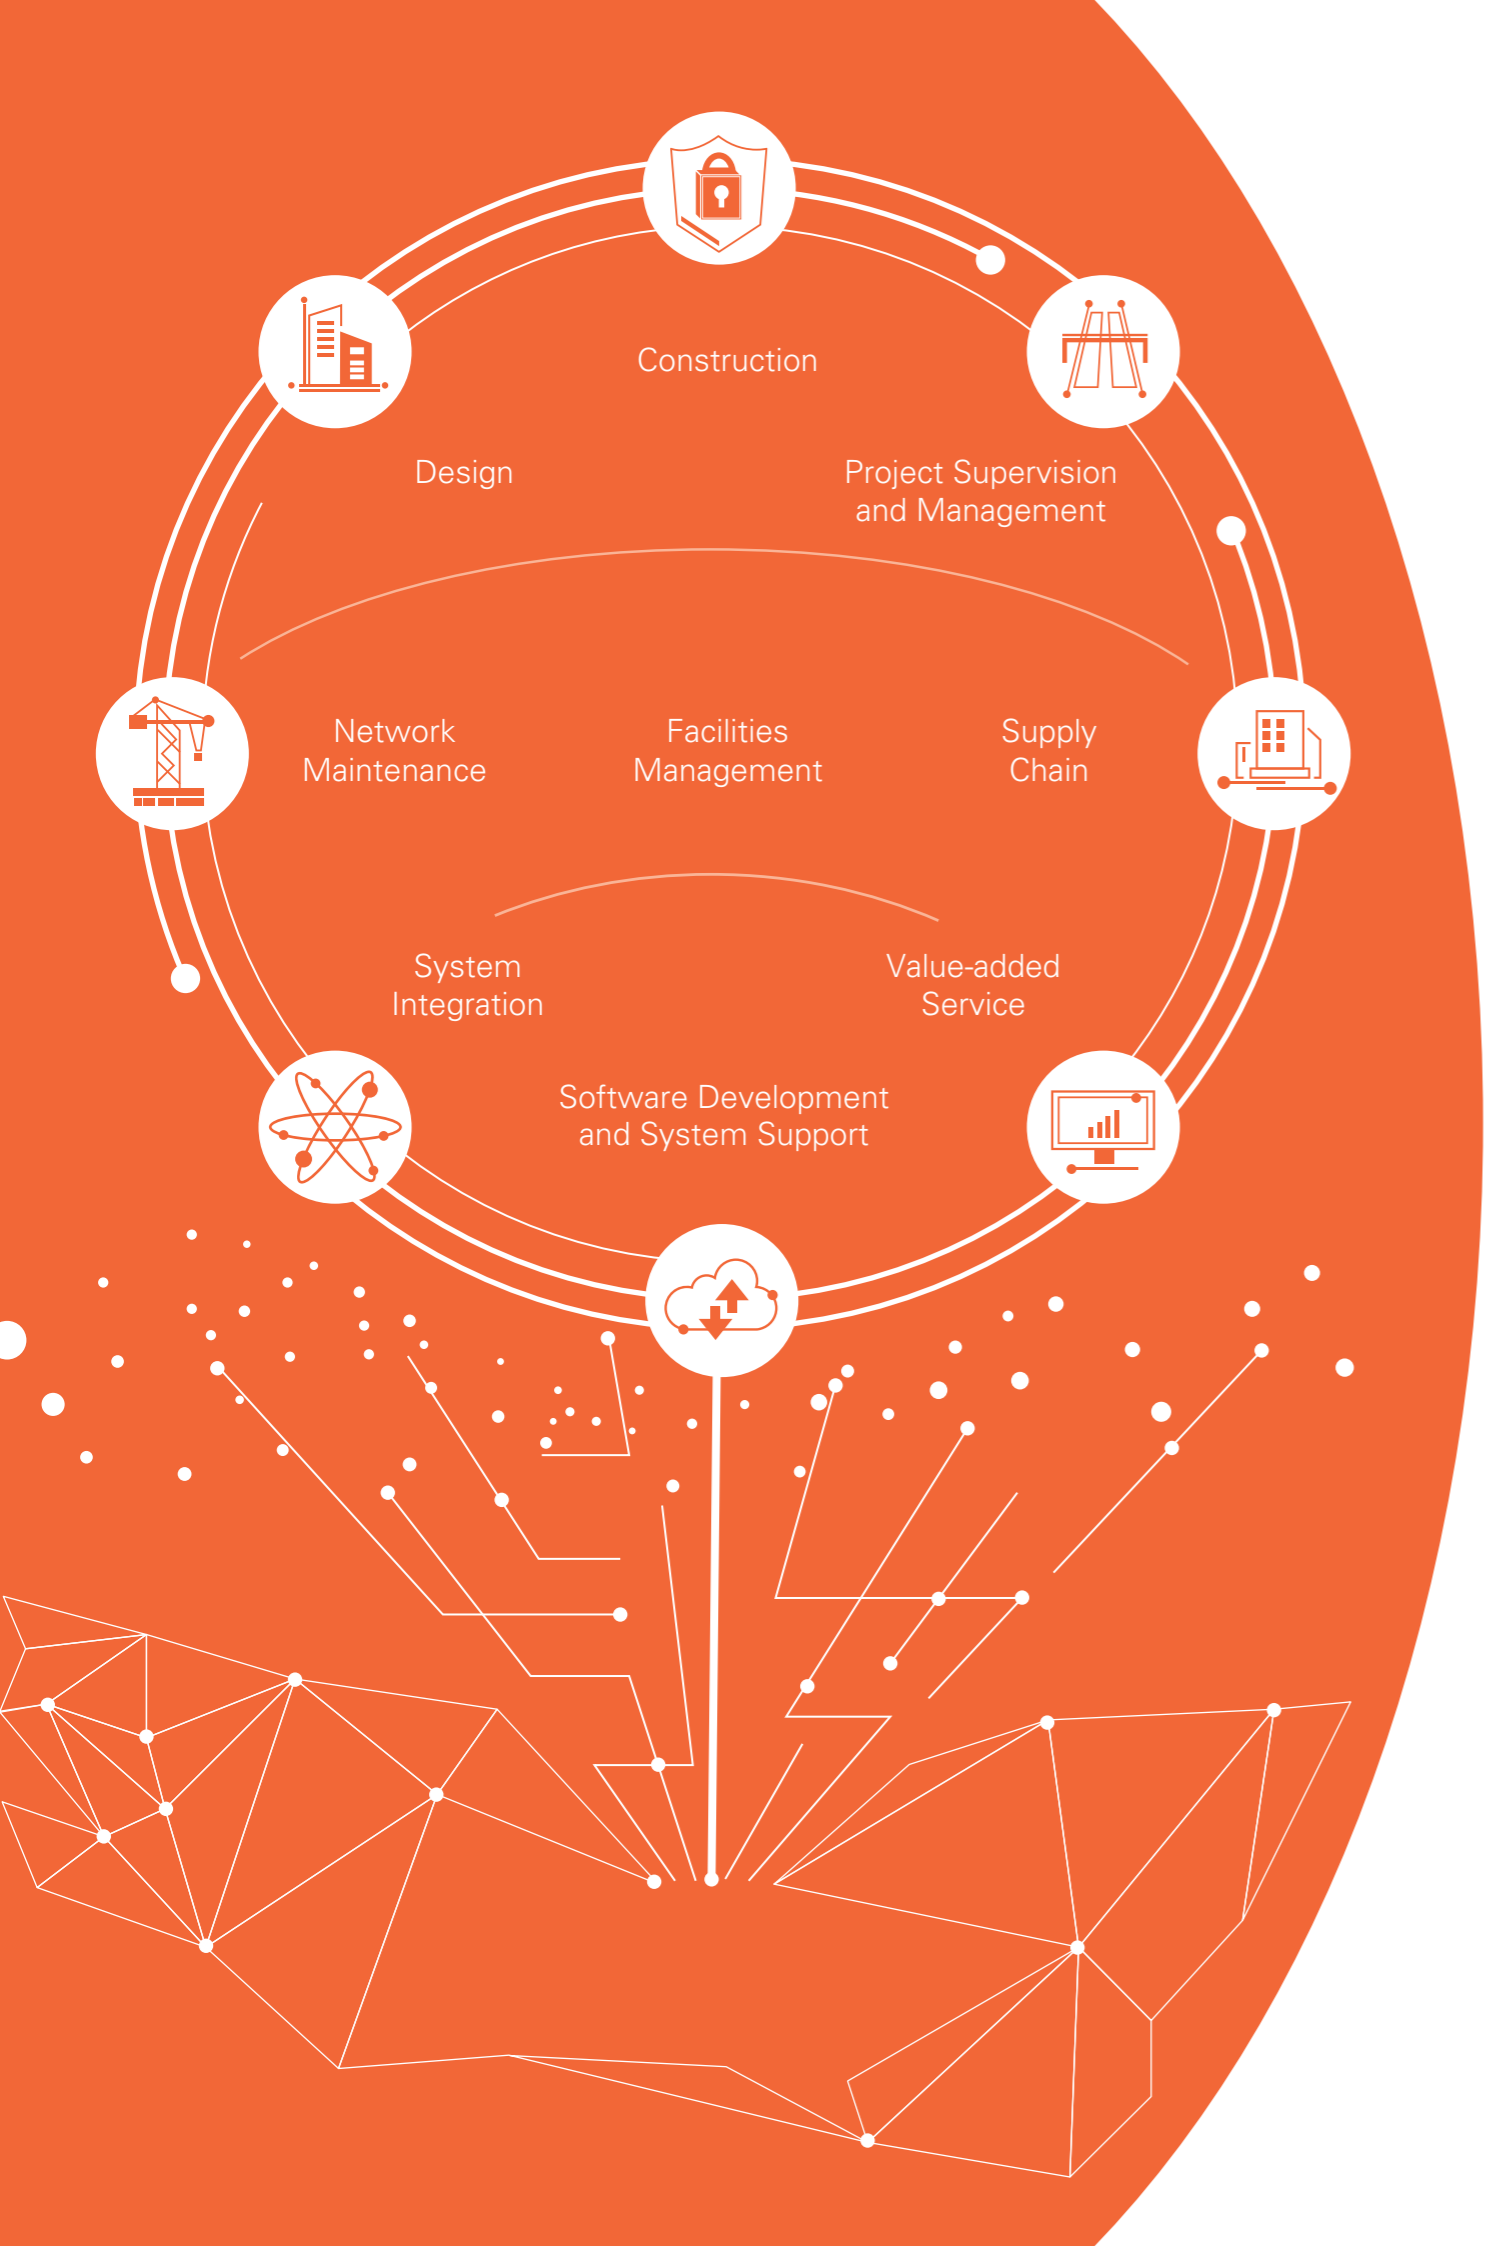 Construction
Design
Project Supervision
and Management
Network
Maintenance
Facilities
Management
Supply
Chain
System
Integration
Value-added
Service
Software Development
and System Support